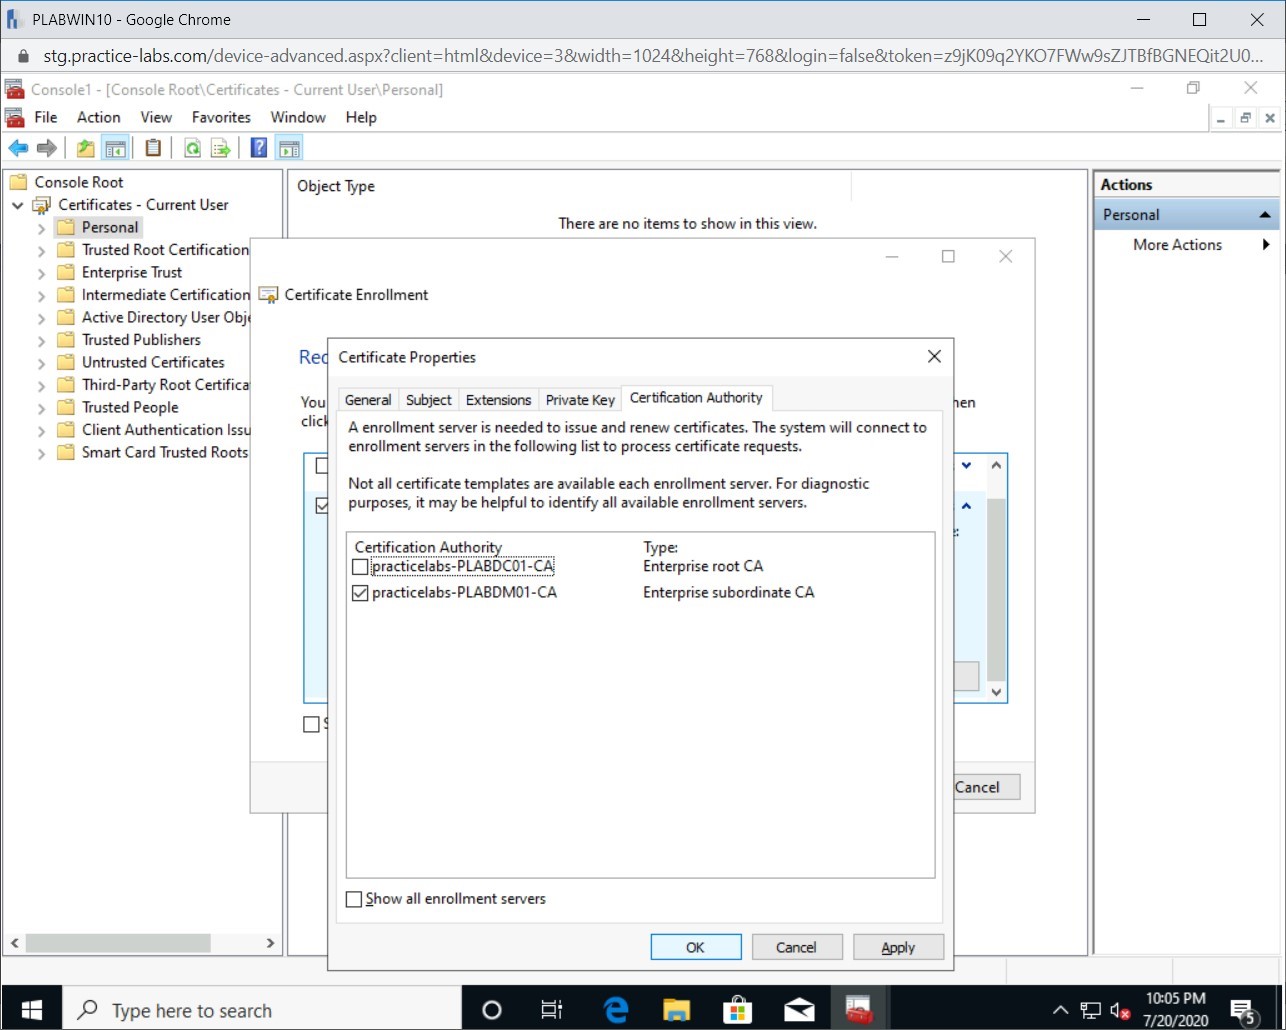 PLABWIN10 - Google Chrome
stg.practice-labs.com/device-advanced.aspx?client=html&device=3&width=1024&height=768&login=false&token=z9jK09q2YKO7FWw9sZJTBfBGNEQit2U0...
Console1 - [Console Root\Certificates - Current User\Personal]
File Action View Favorites Window Help
Console Root
Certificates - Current User
Personal
Trusted Root Certification
Enterprise Trust
Intermediate Certification
Active Directory User Obje
Trusted Publishers
Untrusted Certificates
Third-Party Root Certifica
Trusted People
Client Authentication Issu
Smart Card Trusted Roots
Object Type
There are no items to show in this view.
Actions
Personal
More Actions
Certificate Enrollment
Rec
You
click
hen
e:
S
Cancel
Certificate Properties
General Subject Extensions Private Key Certification Authority
A enrollment server is needed to issue and renew certificates. The system will connect to
enrollment servers in the following list to process certificate requests.
Not all certificate templates are available each enrollment server. For diagnostic
purposes, it may be helpful to identify all available enrollment servers.
Certification Authority Type:
practicelabs-PLABDC01-CA Enterprise root CA
practicelabs-PLABDM01-CA Enterprise subordinate CA
Show all enrollment servers
OK Cancel Apply
Type here to search
10:05 PM
7/20/2020
5